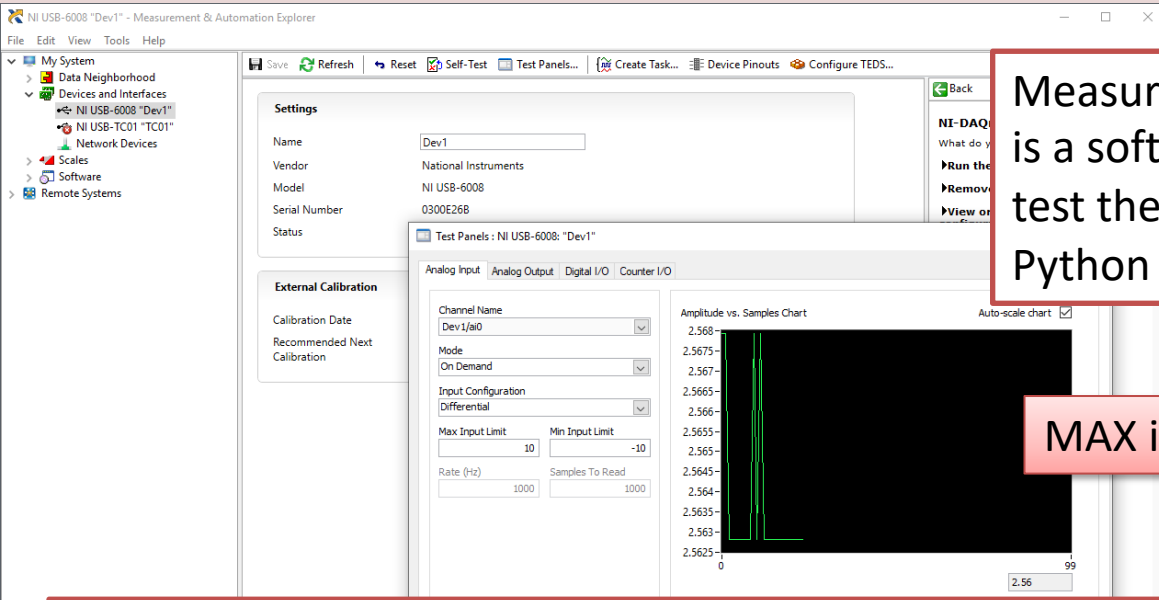 NI USB-6008 "Dev1" - Measurement & Automation Explorer
File Edit View Tools Help
My System
Data Neighborhood
Devices and Interfaces
NI USB-6008 "Dev1"
NI USB-TC01 "TC01"
Network Devices
Scales
Software
Remote Systems
Save Refresh Reset Self-Test Test Panels... Create Task... Device Pinouts Configure TEDS...
Settings
Name Dev1
Vendor National Instruments
Model NI USB-6008
Serial Number 0300E26B
Status
External Calibration
Calibration Date
Recommended Next
Calibration
Back
NI-DAQ
What do y
Run the
Remov
View or
Measur
is a soft
test the
Python
Test Panels : NI USB-6008: "Dev1"
Analog Input Analog Output Digital I/O Counter I/O
Channel Name
Dev1/ai0
Mode
On Demand
Input Configuration
Differential
Max Input Limit Min Input Limit
10 -10
Rate (Hz) Samples To Read
1000 1000
Amplitude vs. Samples Chart Auto-scale chart
2.568
2.5675
2.567
2.5665
2.566
2.5655
2.565
2.5645
2.564
2.5635
2.563
2.5625
0 99
2.56
MAX i